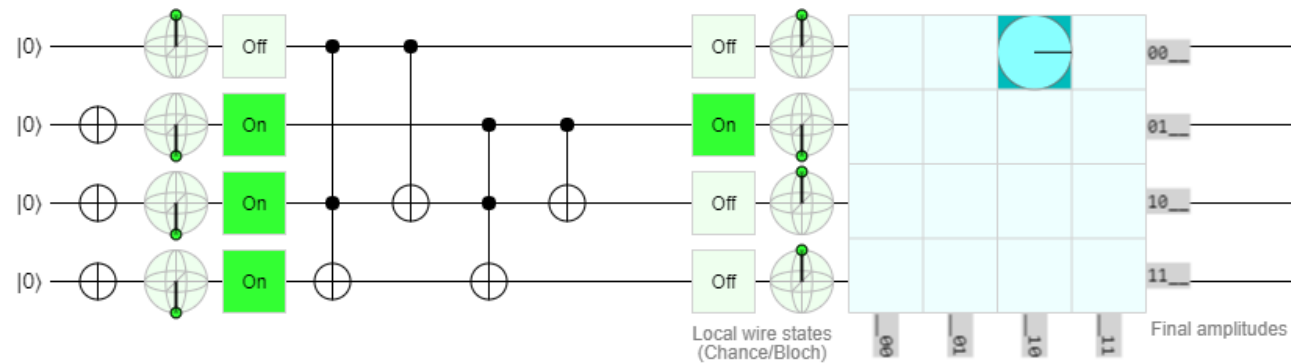 |0⟩ Off Off 00__
|0⟩ On On 01__
|0⟩ On Off 10__
|0⟩ On Off 11__
Local wire states
(Chance/Bloch)
__00
__01
__10
__11
Final amplitudes